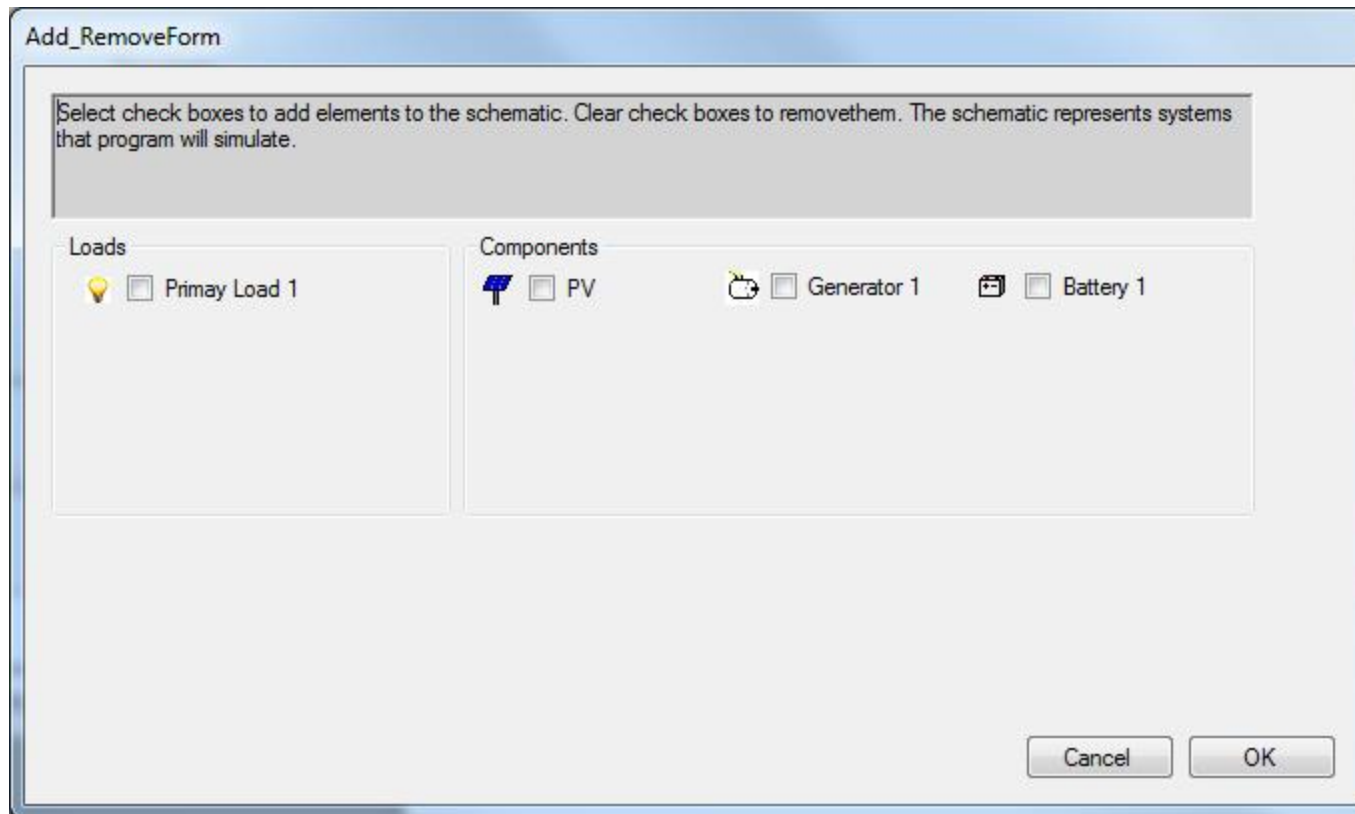 Add_RemoveForm
Select check boxes to add elements to the schematic. Clear check boxes to removethem. The schematic represents systems
that program will simulate.
Loads
Components
Primay Load 1
PV
Generator 1
Battery 1
Cancel
OK